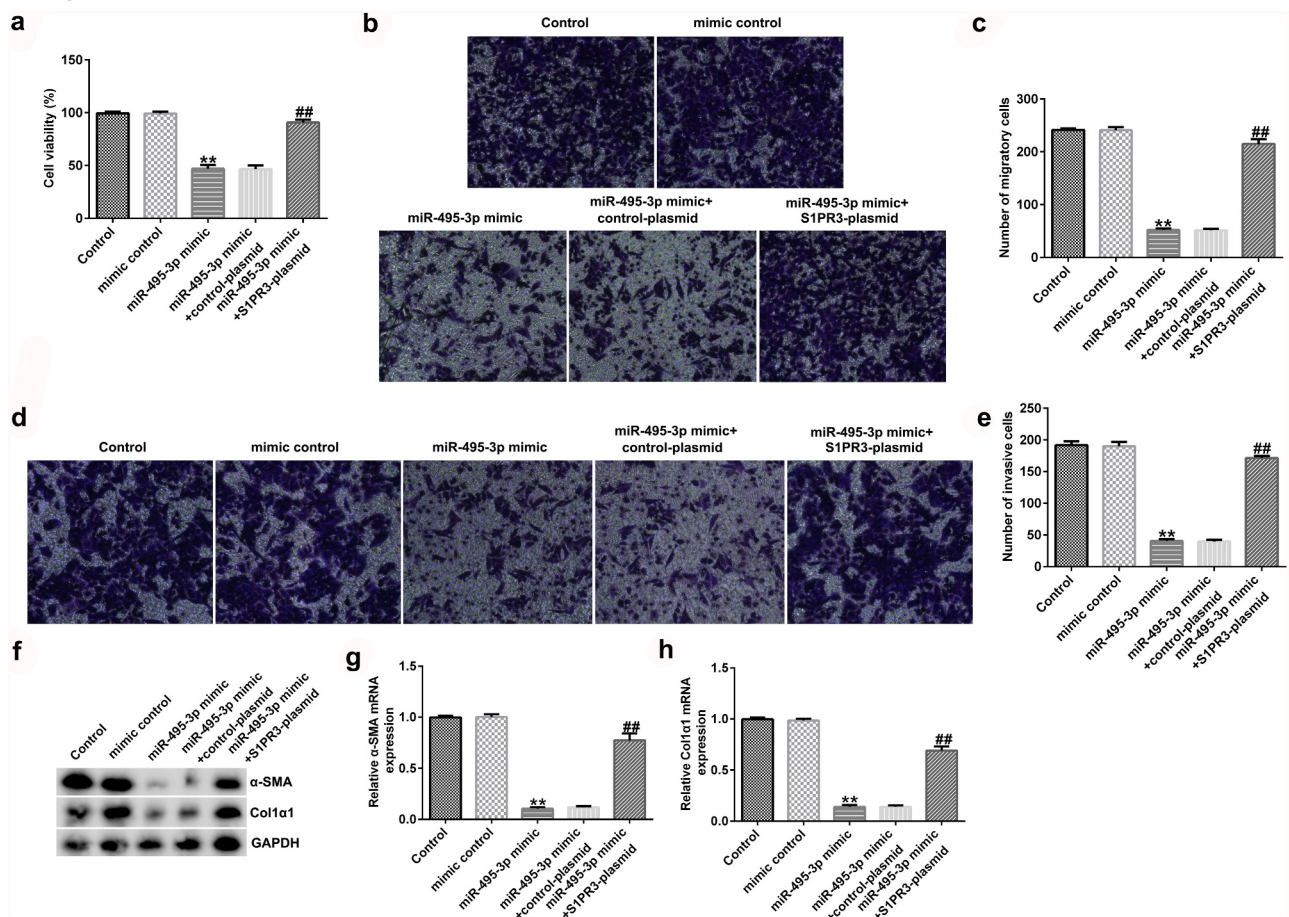 a
Cell viability (%)
150
100
50
0
**
##
Control
mimic control
miR-495-3p mimic
miR-495-3p mimic
+control-plasmid
miR-495-3p mimic
+S1PR3-plasmid
b
Control
mimic control
miR-495-3p mimic
miR-495-3p mimic+
control-plasmid
miR-495-3p mimic+
S1PR3-plasmid
c
Number of migratory cells
300
200
100
0
**
##
Control
mimic control
miR-495-3p mimic
miR-495-3p mimic
+control-plasmid
miR-495-3p mimic
+S1PR3-plasmid
d
Control
mimic control
miR-495-3p mimic
miR-495-3p mimic+
control-plasmid
miR-495-3p mimic+
S1PR3-plasmid
e
Number of invasive cells
250
200
150
100
50
0
**
##
Control
mimic control
miR-495-3p mimic
miR-495-3p mimic
+control-plasmid
miR-495-3p mimic
+S1PR3-plasmid
f
Control
mimic control
miR-495-3p mimic
miR-495-3p mimic
+control-plasmid
miR-495-3p mimic
+S1PR3-plasmid
α-SMA
Col1α1
GAPDH
g
Relative α-SMA mRNA
expression
1.5
1.0
0.5
0.0
**
##
Control
mimic control
miR-495-3p mimic
miR-495-3p mimic
+control-plasmid
miR-495-3p mimic
+S1PR3-plasmid
h
Relative Col1α1 mRNA
expression
1.5
1.0
0.5
0.0
**
##
Control
mimic control
miR-495-3p mimic
miR-495-3p mimic
+control-plasmid
miR-495-3p mimic
+S1PR3-plasmid